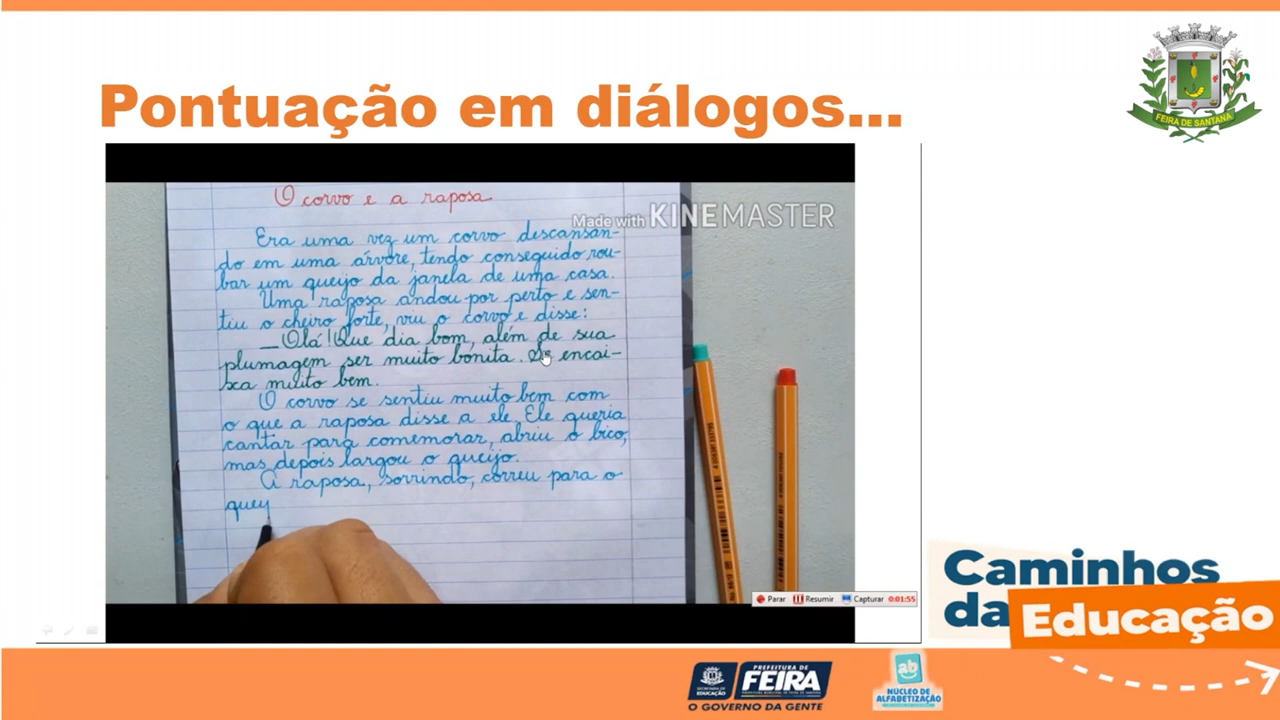 Pontuação em diálogos...
FEIRA DE SANTANA
O corvo e a raposa
Made with KINEMASTER
Era uma vez um corvo descansan-
do em uma árvore, tendo conseguido rou-
bar um queijo da janela de uma casa.
Uma raposa andou por perto e sen-
tiu o cheiro forte, viu o corvo e disse:
_Olá! Que dia bom, além de sua
plumagem ser muito bonita. Se encai-
xa muito bem.
O corvo se sentiu muito bem com
o que a raposa disse a ele. Ele queria
cantar para comemorar, abriu o bico,
mas depois largou o queijo.
A raposa, sorrindo, correu para o
quey
Parar Resumir Capturar 0:01:55
Caminhos
da Educação
SECRETARIA DE
EDUCAÇÃO
PREFEITURA DE
FEIRA
O GOVERNO DA GENTE
ab
NÚCLEO DE
ALFABETIZAÇÃO